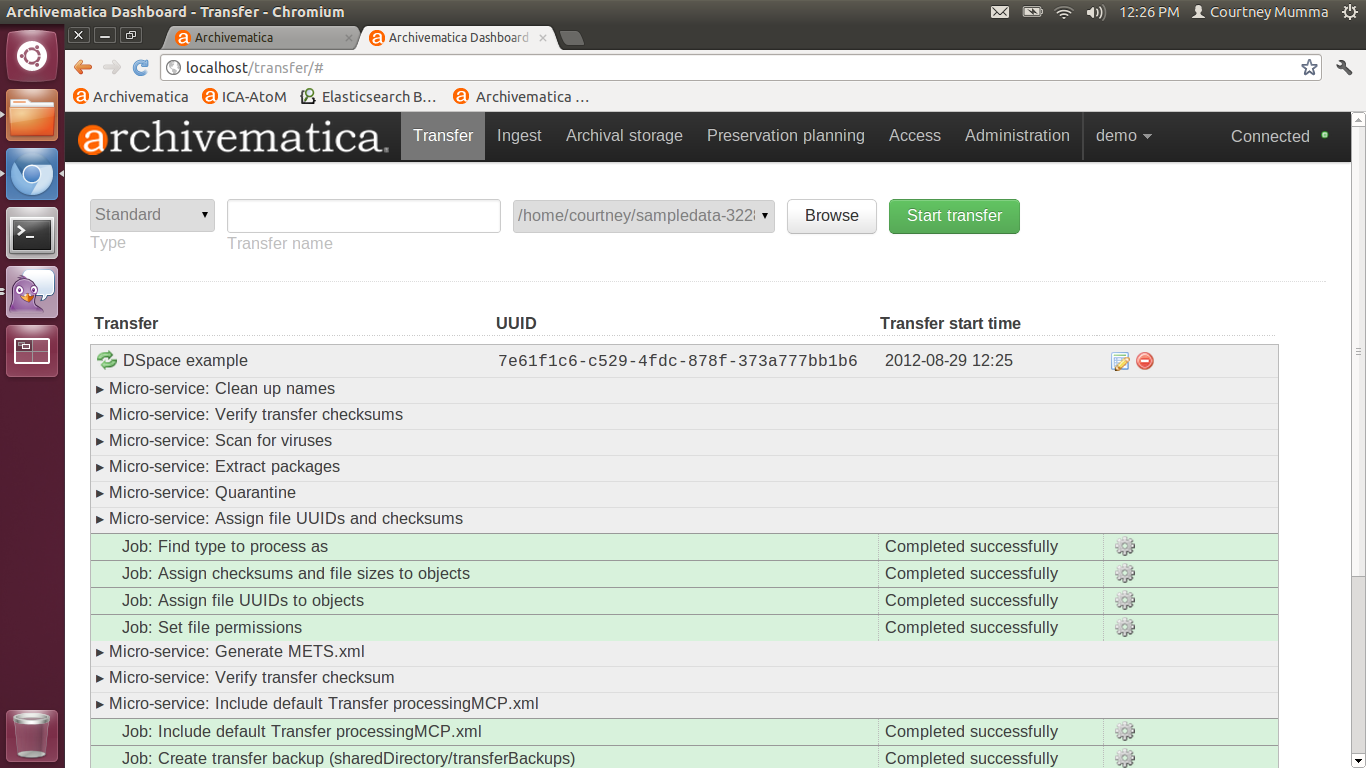 Archivematica Dashboard - Transfer - Chromium
12:26 PM Courtney Mumma
Archivematica
Archivematica Dashboard
localhost/transfer/#
Archivematica ICA-AtoM Elasticsearch B... Archivematica ...
archivematica. Transfer Ingest Archival storage Preservation planning Access Administration demo Connected
Standard /home/courtney/sampledata-322 Browse Start transfer
Type Transfer name
Transfer UUID Transfer start time
DSpace example 7e61f1c6-c529-4fdc-878f-373a777bb1b6 2012-08-29 12:25
Micro-service: Clean up names
Micro-service: Verify transfer checksums
Micro-service: Scan for viruses
Micro-service: Extract packages
Micro-service: Quarantine
Micro-service: Assign file UUIDs and checksums
Job: Find type to process as Completed successfully
Job: Assign checksums and file sizes to objects Completed successfully
Job: Assign file UUIDs to objects Completed successfully
Job: Set file permissions Completed successfully
Micro-service: Generate METS.xml
Micro-service: Verify transfer checksum
Micro-service: Include default Transfer processingMCP.xml
Job: Include default Transfer processingMCP.xml Completed successfully
Job: Create transfer backup (sharedDirectory/transferBackups) Completed successfully